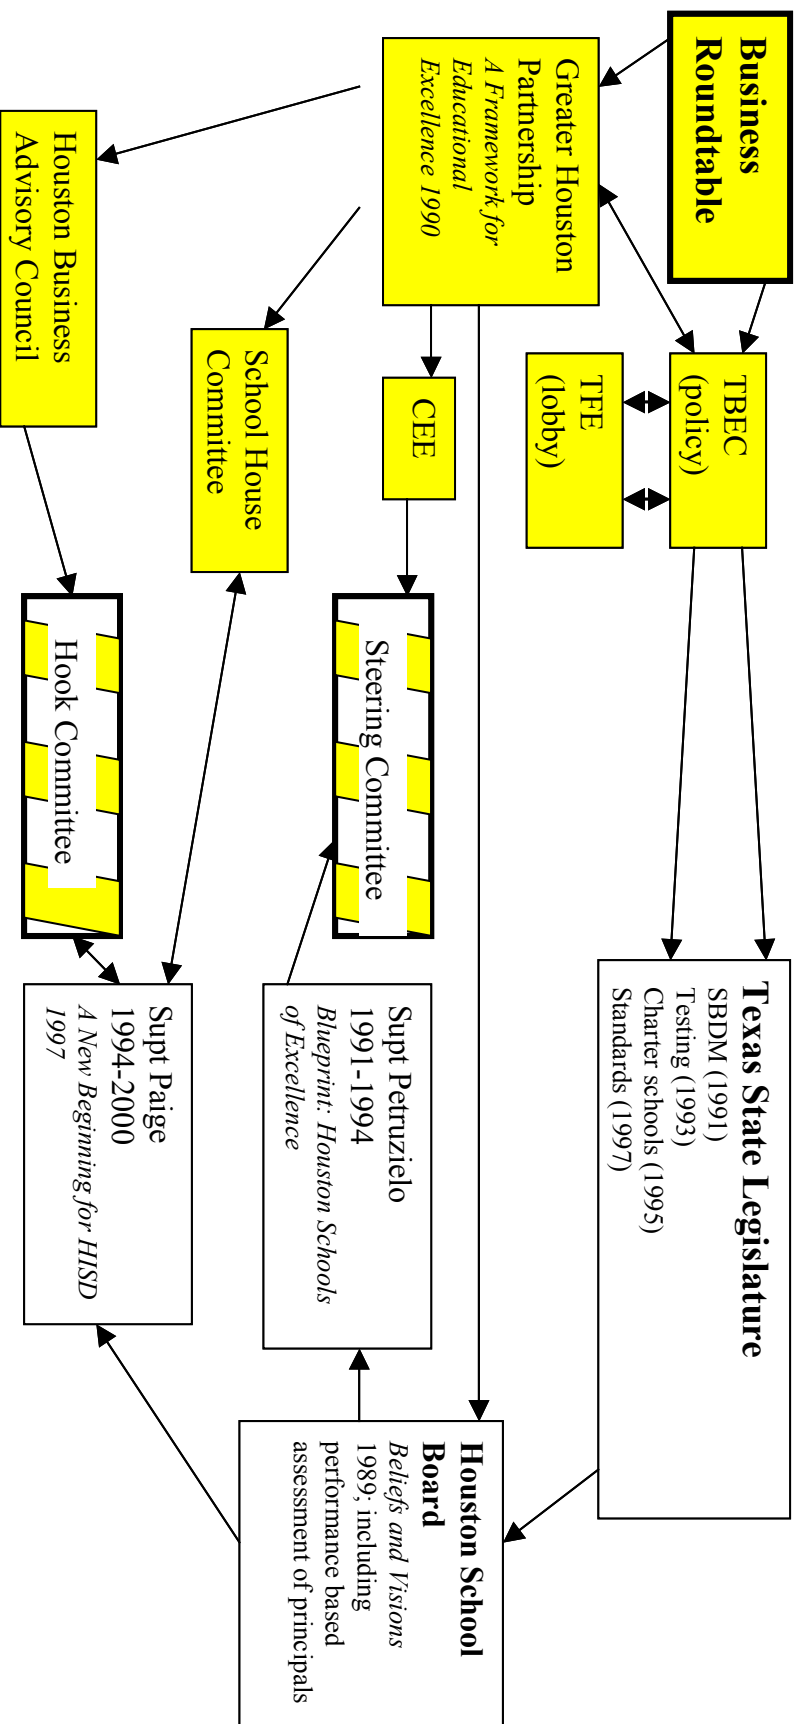 Business
Roundtable
TBEC
(policy)
TFE
(lobby)
Texas State Legislature
SBDM (1991)
Testing (1993)
Charter schools (1995)
Standards (1997)
Greater Houston
Partnership
A Framework for
Educational
Excellence 1990
CEE
Steering Committee
Houston School
Board
Beliefs and Visions
1989; including
performance based
assessment of principals
Supt Petruzielo
1991-1994
Blueprint: Houston Schools
of Excellence
School House
Committee
Supt Paige
1994-2000
A New Beginning for HISD
1997
Houston Business
Advisory Council
Hook Committee